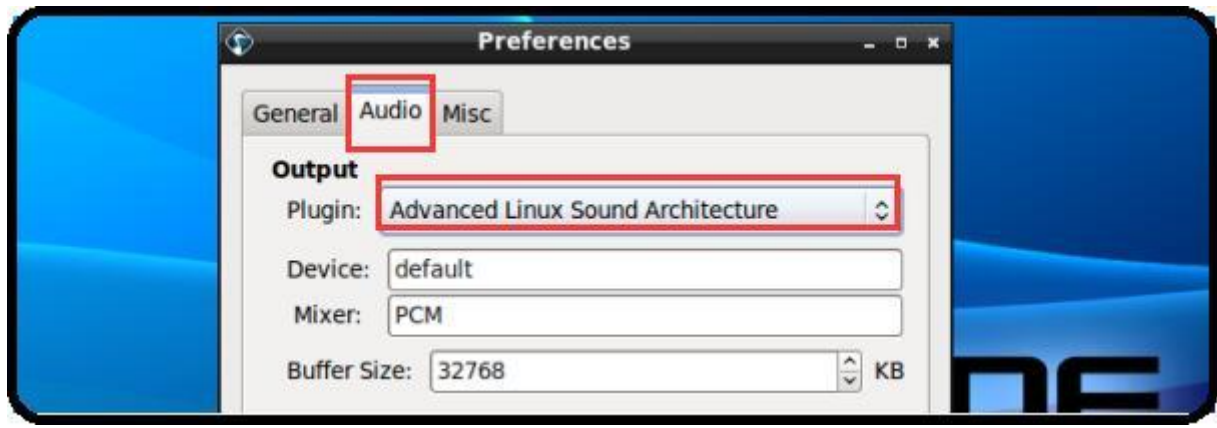 Preferences
General Audio Misc
Output
Plugin: Advanced Linux Sound Architecture
Device: default
Mixer: PCM
Buffer Size: 32768 KB